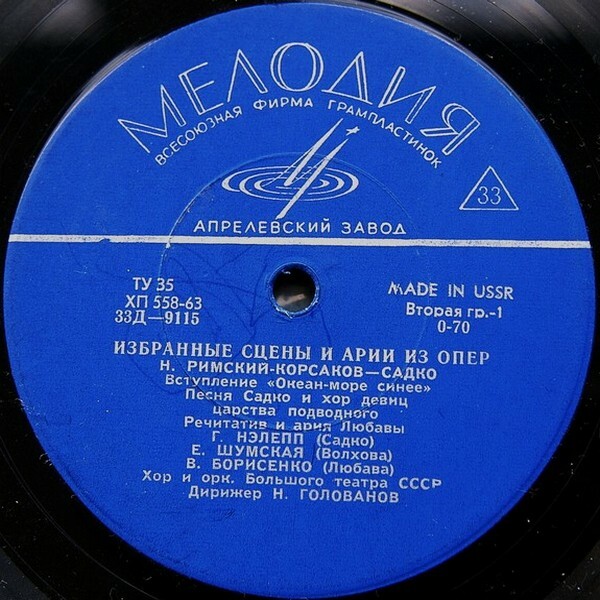 МЕЛОДИЯ
ВСЕСОЮЗНАЯ ФИРМА ГРАМПЛАСТИНОК
33
АПРЕЛЕВСКИЙ ЗАВОД
ТУ 35
ХП 558-63
33Д—9115
MADE IN USSR
Вторая гр.-1
0-70
ИЗБРАННЫЕ СЦЕНЫ И АРИИ ИЗ ОПЕР
Н. РИМСКИЙ-КОРСАКОВ—САДКО
Вступление «Океан-море синее»
Песня Садко и хор девиц
царства подводного
Речитатив и ария Любавы
Г. НЭЛЕПП (Садко)
Е. ШУМСКАЯ (Волхова)
В. БОРИСЕНКО (Любава)
Хор и орк. Большого театра СССР
Дирижер Н. ГОЛОВАНОВ